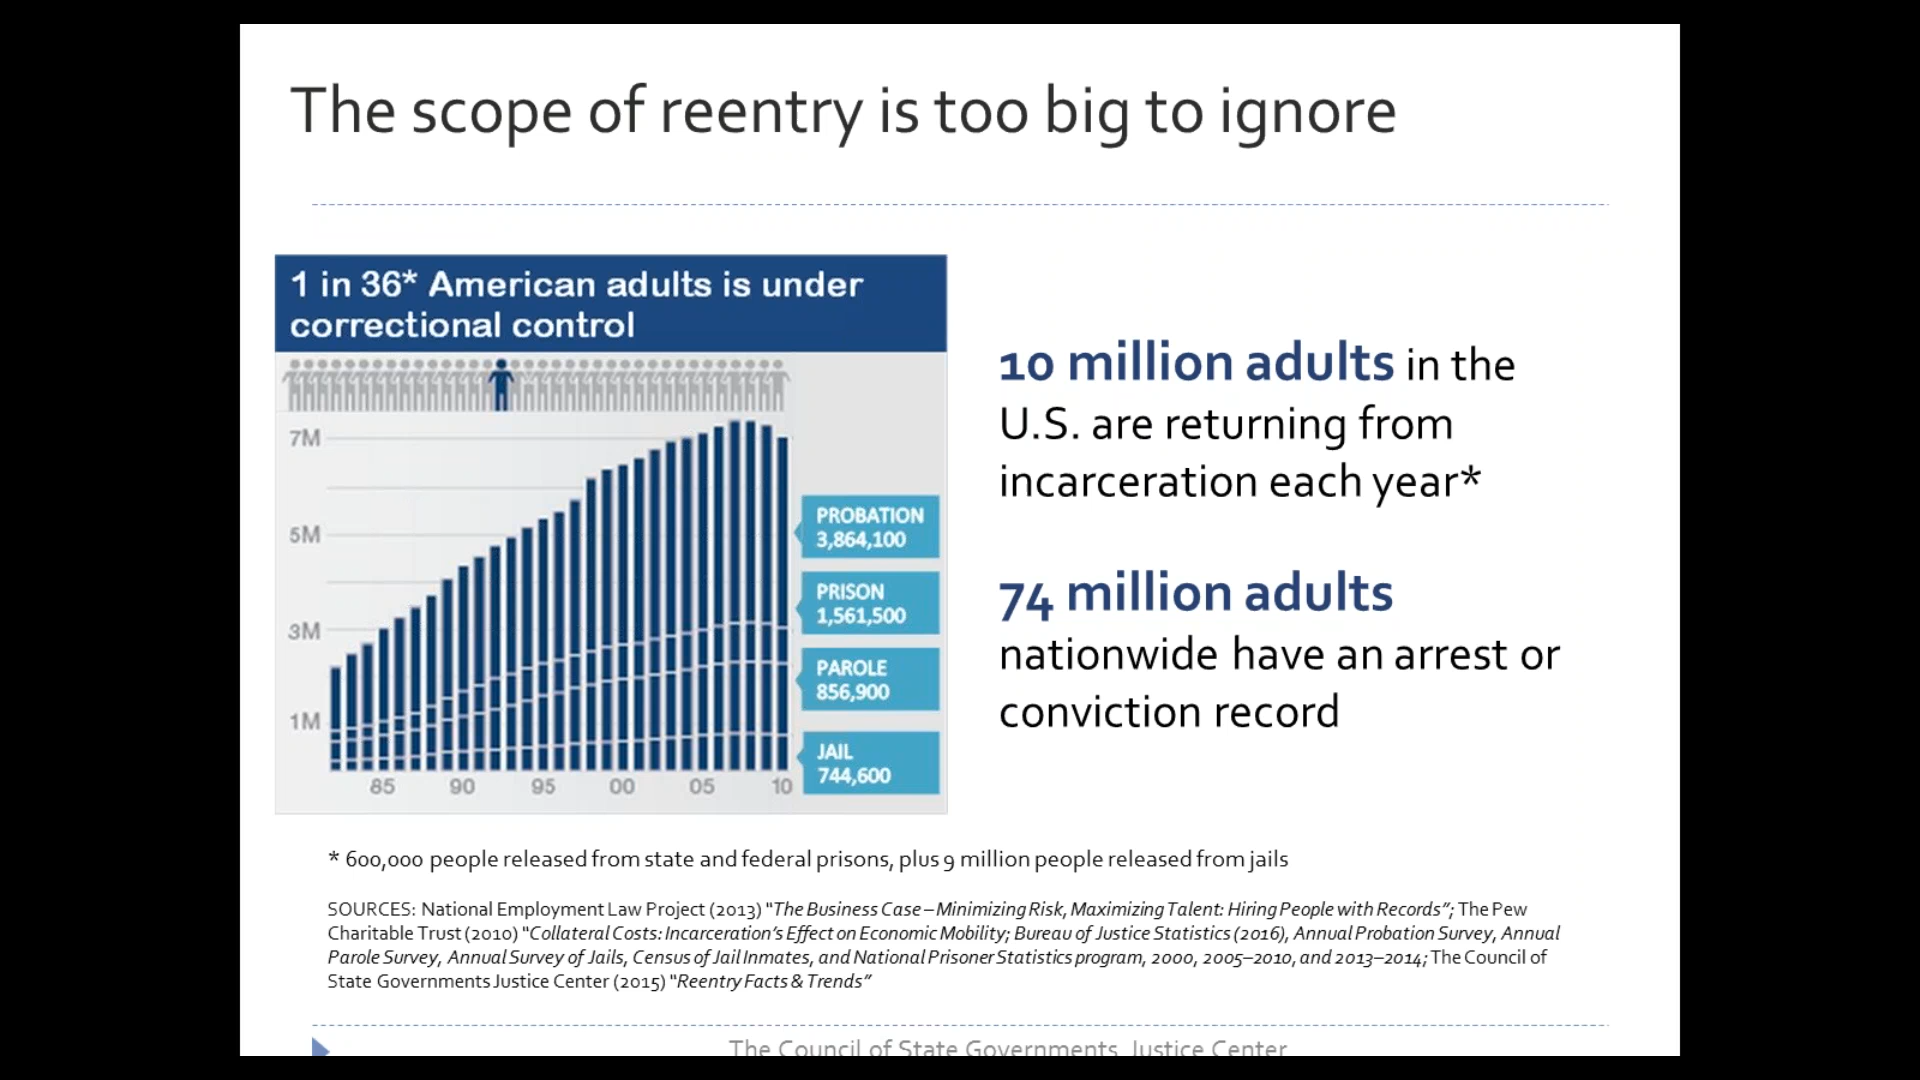 The scope of reentry is too big to ignore
1 in 36* American adults is under
correctional control
7M
5M
3M
1M
85 90 95 00 05 10
PROBATION
3,864,100
PRISON
1,561,500
PAROLE
856,900
JAIL
744,600
10 million adults in the
U.S. are returning from
incarceration each year*
74 million adults
nationwide have an arrest or
conviction record
* 600,000 people released from state and federal prisons, plus 9 million people released from jails
SOURCES: National Employment Law Project (2013) “The Business Case – Minimizing Risk, Maximizing Talent: Hiring People with Records”; The Pew
Charitable Trust (2010) “Collateral Costs: Incarceration’s Effect on Economic Mobility; Bureau of Justice Statistics (2016), Annual Probation Survey, Annual
Parole Survey, Annual Survey of Jails, Census of Jail Inmates, and National Prisoner Statistics program, 2000, 2005–2010, and 2013–2014; The Council of
State Governments Justice Center (2015) “Reentry Facts & Trends”
The Council of State Governments Justice Center